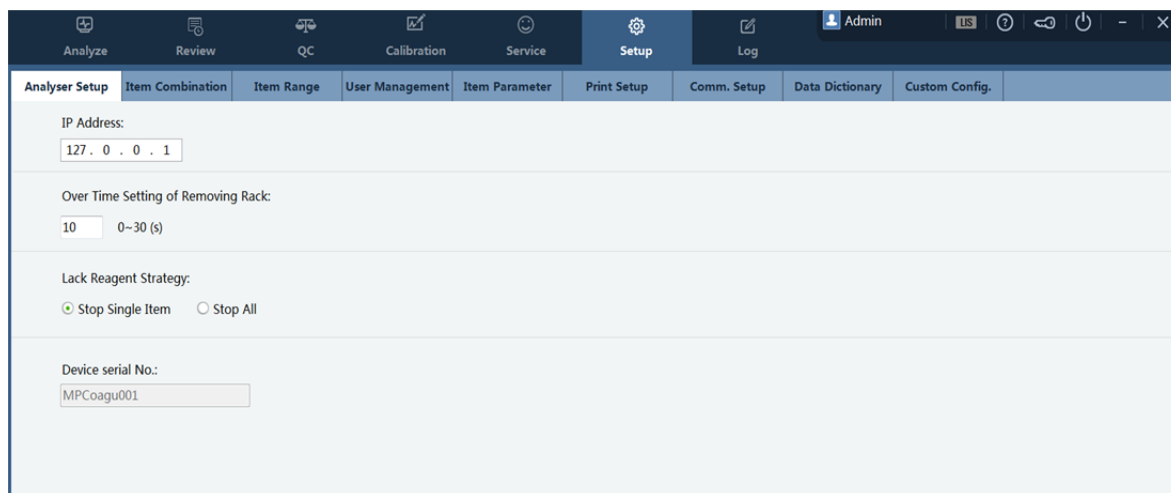 Admin
US
Analyze Review QC Calibration Service Setup Log
Analyser Setup Item Combination Item Range User Management Item Parameter Print Setup Comm. Setup Data Dictionary Custom Config.
IP Address:
127. 0 . 0 . 1
Over Time Setting of Removing Rack:
10 0~30 (s)
Lack Reagent Strategy:
Stop Single Item Stop All
Device serial No.:
MPCoagu001